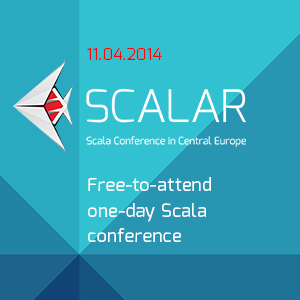 11.04.2014
SCALAR
Scala Conference in Central Europe
Free-to-attend
one-day Scala
conference